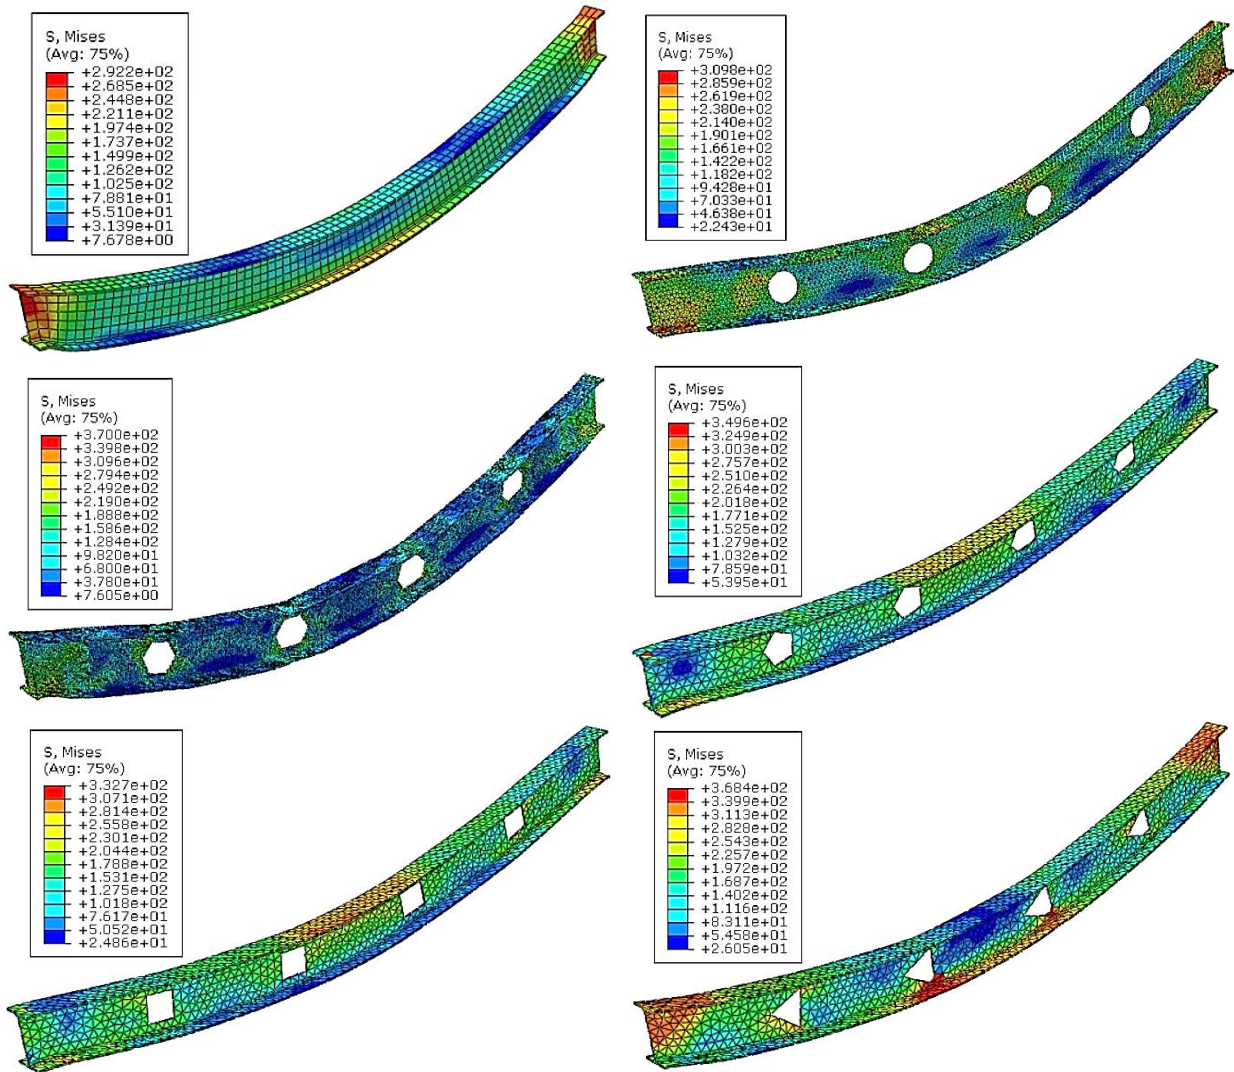 S, Mises
(Avg: 75%)
+2.922e+02
+2.685e+02
+2.448e+02
+2.211e+02
+1.974e+02
+1.737e+02
+1.499e+02
+1.262e+02
+1.025e+02
+7.881e+01
+5.510e+01
+3.139e+01
+7.678e+00
S, Mises
(Avg: 75%)
+3.098e+02
+2.859e+02
+2.619e+02
+2.380e+02
+2.140e+02
+1.901e+02
+1.661e+02
+1.422e+02
+1.182e+02
+9.428e+01
+7.033e+01
+4.638e+01
+2.243e+01
S, Mises
(Avg: 75%)
+3.700e+02
+3.398e+02
+3.096e+02
+2.794e+02
+2.492e+02
+2.190e+02
+1.888e+02
+1.586e+02
+1.284e+02
+9.820e+01
+6.800e+01
+3.780e+01
+7.605e+00
S, Mises
(Avg: 75%)
+3.496e+02
+3.249e+02
+3.003e+02
+2.757e+02
+2.510e+02
+2.264e+02
+2.018e+02
+1.771e+02
+1.525e+02
+1.279e+02
+1.032e+02
+7.859e+01
+5.395e+01
S, Mises
(Avg: 75%)
+3.327e+02
+3.071e+02
+2.814e+02
+2.558e+02
+2.301e+02
+2.044e+02
+1.788e+02
+1.531e+02
+1.275e+02
+1.018e+02
+7.617e+01
+5.052e+01
+2.486e+01
S, Mises
(Avg: 75%)
+3.684e+02
+3.399e+02
+3.113e+02
+2.828e+02
+2.543e+02
+2.257e+02
+1.972e+02
+1.687e+02
+1.402e+02
+1.116e+02
+8.311e+01
+5.458e+01
+2.605e+01